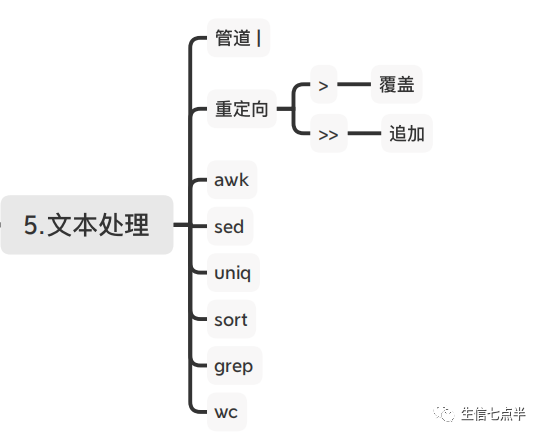 管道 |
重定向
>
覆盖
>>
追加
awk
sed
5.文本处理
uniq
sort
grep
wc
生信七点半